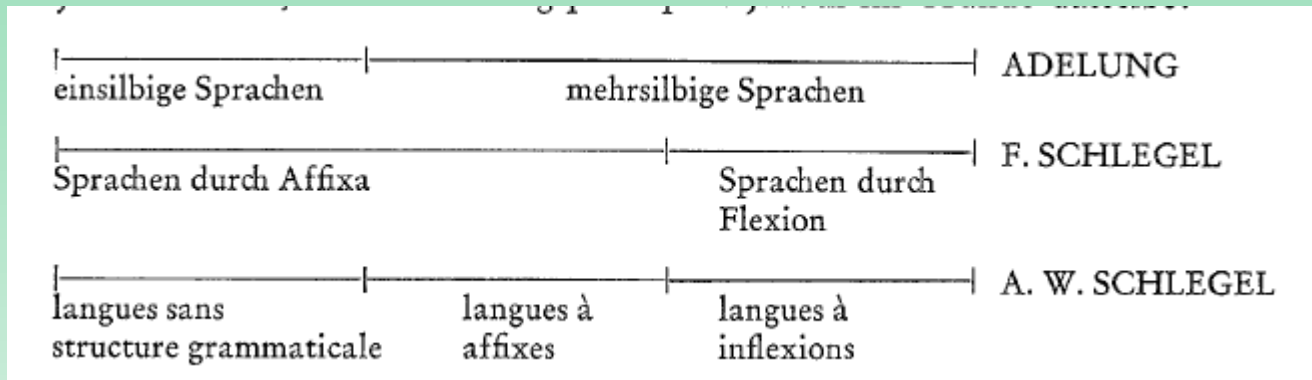 einsilbige Sprachen mehrsilbige Sprachen ADELUNG
Sprachen durch Affixa Sprachen durch F. SCHLEGEL
Flexion
langues sans langues à langues à A. W. SCHLEGEL
structure grammaticale affixes inflexions